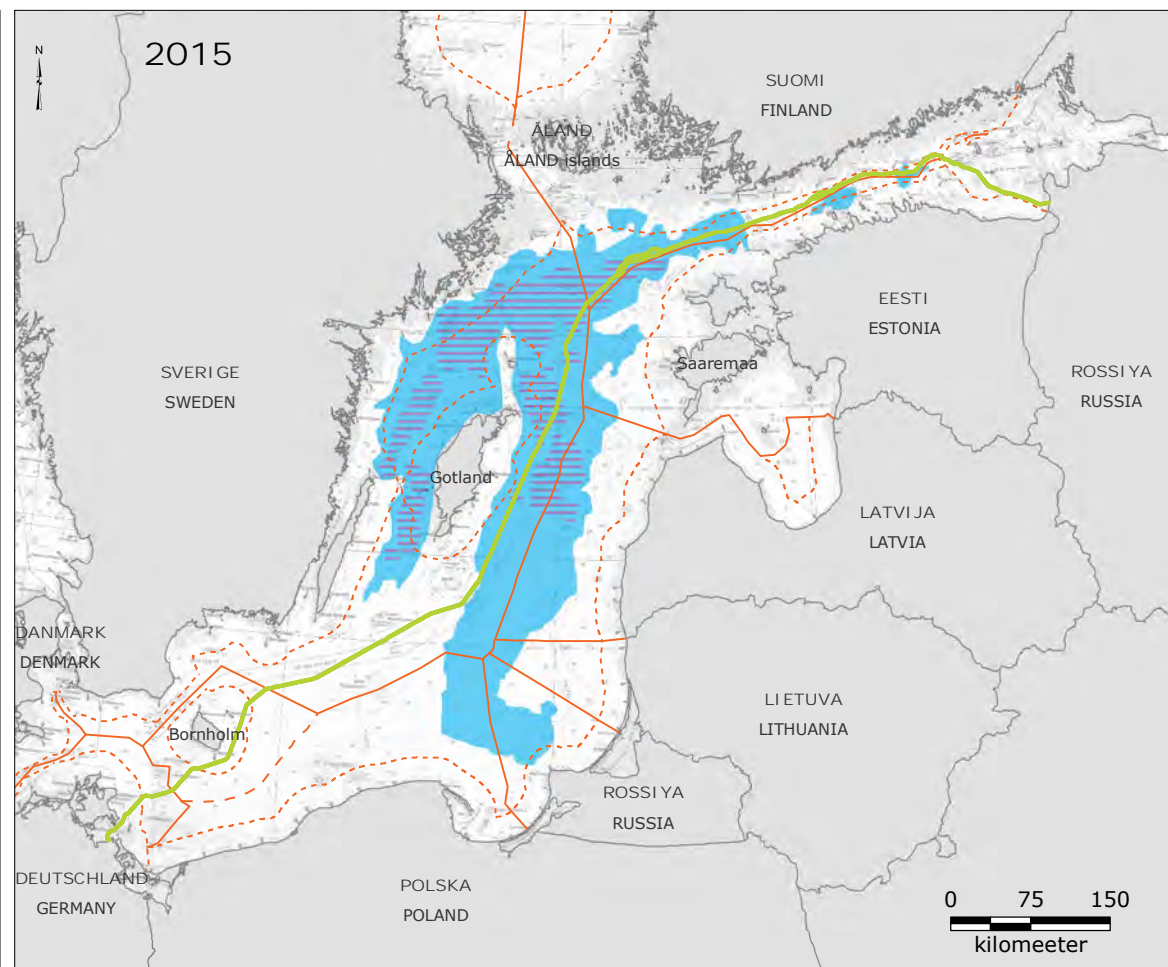 2015
N
SUOMI
FINLAND
ÅLAND
ÅLAND islands
EESTI
ESTONIA
Saaremaa
SVERIGE
SWEDEN
ROSSIYA
RUSSIA
Gotland
LATVIJA
LATVIA
DANMARK
DENMARK
LIETUVA
LITHUANIA
Bornholm
ROSSIYA
RUSSIA
DEUTSCHLAND
GERMANY
POLSKA
POLAND
0 75 150
kilomeeter